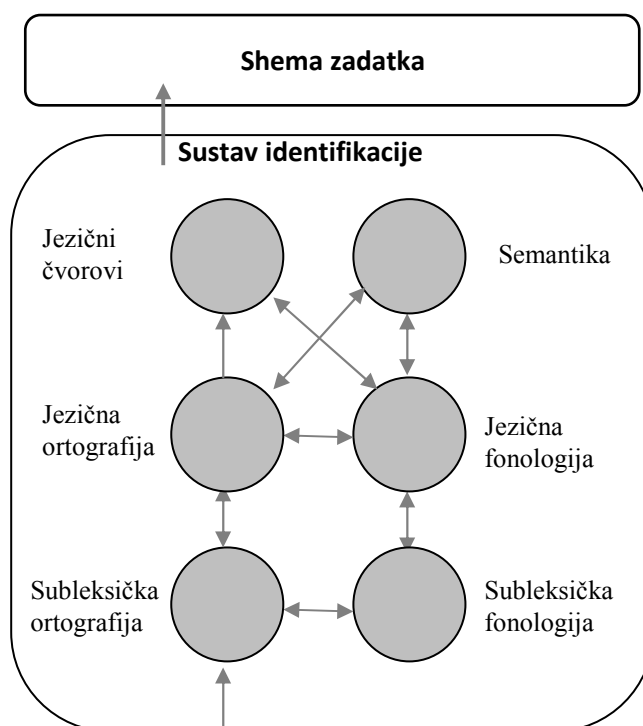 Shema zadatka
Sustav identifikacije
Jezični
čvorovi
Semantika
Jezična
ortografija
Jezična
fonologija
Subleksička
ortografija
Subleksička
fonologija